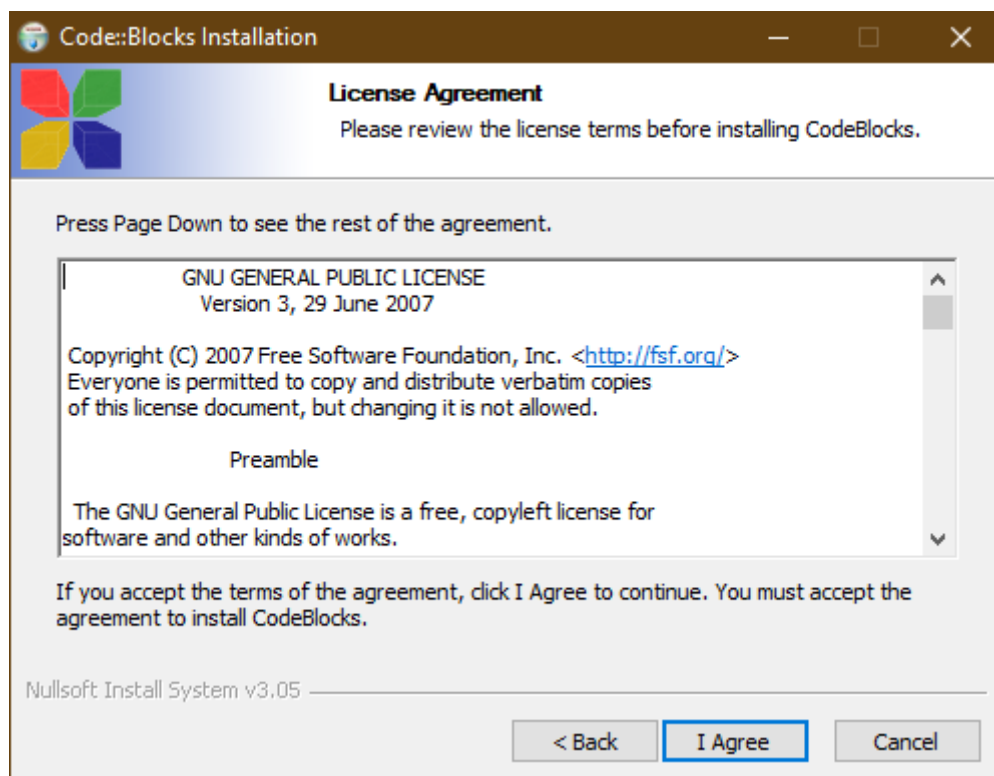 Code::Blocks Installation
License Agreement
Please review the license terms before installing CodeBlocks.
Press Page Down to see the rest of the agreement.
GNU GENERAL PUBLIC LICENSE
Version 3, 29 June 2007
Copyright (C) 2007 Free Software Foundation, Inc. <http://fsf.org/>
Everyone is permitted to copy and distribute verbatim copies
of this license document, but changing it is not allowed.
Preamble
The GNU General Public License is a free, copyleft license for
software and other kinds of works.
If you accept the terms of the agreement, click I Agree to continue. You must accept the
agreement to install CodeBlocks.
Nullsoft Install System v3.05
< Back I Agree Cancel